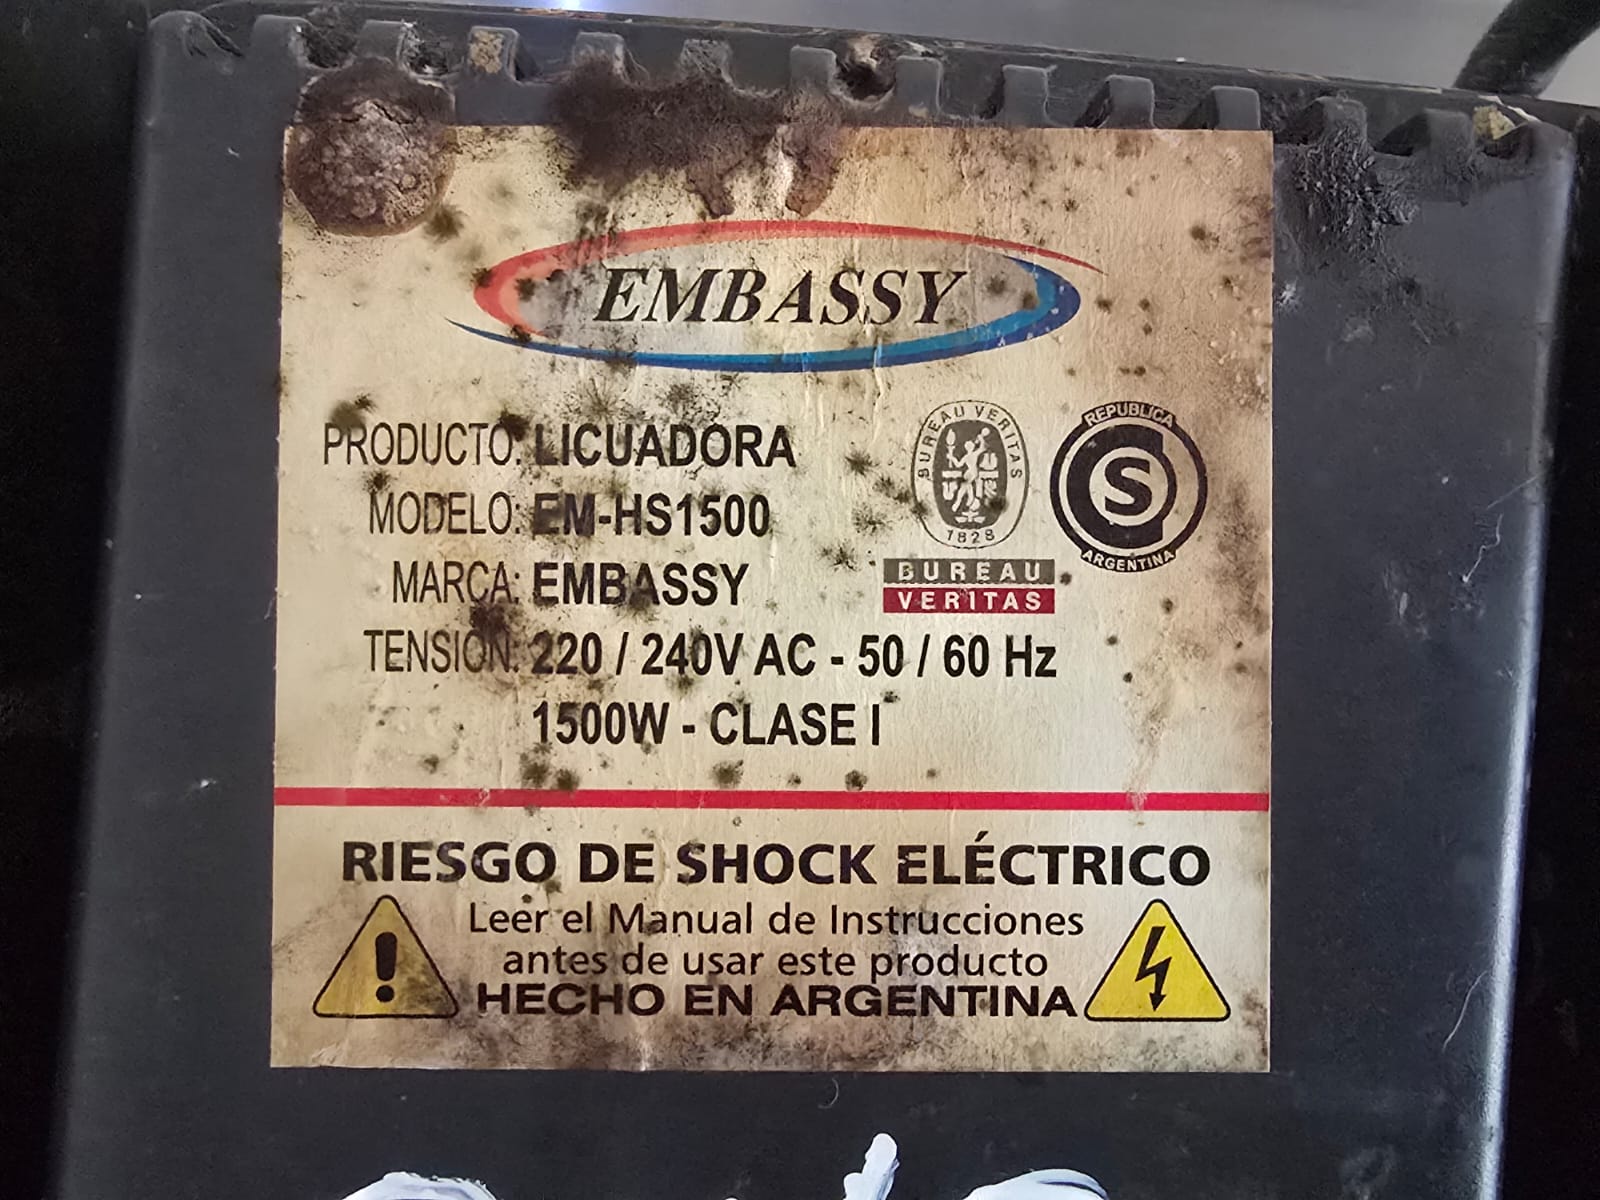 EMBASSY
PRODUCTO: LICUADORA
MODELO: EM-HS1500
MARCA: EMBASSY
TENSIÓN: 220 / 240V AC - 50 / 60 Hz
1500W - CLASE I
BUREAU VERITAS
1828
BUREAU
VERITAS
REPUBLICA
S
ARGENTINA
RIESGO DE SHOCK ELÉCTRICO
Leer el Manual de Instrucciones
antes de usar este producto
HECHO EN ARGENTINA